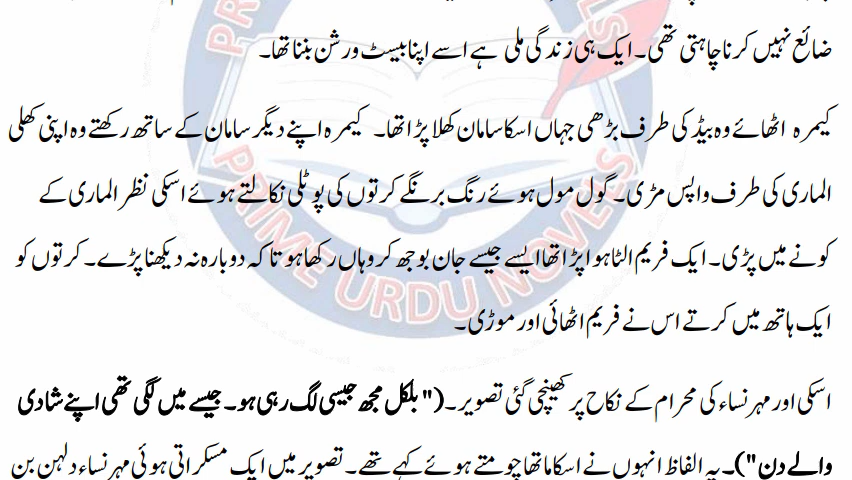 ضائع نہیں کرنا چاہتی تھی۔ ایک ہی زندگی ملی ہے اسے اپنا بیسٹ ورشن بننا تھا۔
کیمرہ اٹھائے وہ بیڈ کی طرف بڑھی جہاں اسکا سامان کھلا پڑا تھا۔ کیمرہ اپنے دیگر سامان کے ساتھ رکھتے وہ اپنی کھلی
الماری کی طرف واپس مڑی۔ گول مول ہوئے رنگ برنگے کرتوں کی پوٹلی نکالتے ہوئے اسکی نظر الماری کے
کونے میں پڑی۔ ایک فریم الٹا ہوا پڑا تھا ایسے جیسے جان بوجھ کر وہاں رکھا ہو تاکہ دوبارہ نہ دیکھنا پڑے۔ کرتوں کو
ایک ہاتھ میں کرتے اس نے فریم اٹھائی اور موڑی۔
اسکی اور مہرنساء کی محرام کے نکاح پر کھینچی گئی تصویر۔ ("بلکل مجھ جیسی لگ رہی ہو۔ جیسے میں لگی تھی اپنے شادی
والے دن")۔ یہ الفاظ انہوں نے اسکا ماتھا چومتے ہوئے کہے تھے۔ تصویر میں ایک مسکراتی ہوئی مہرنساء دلہن بن
PRIME URDU NOVELS